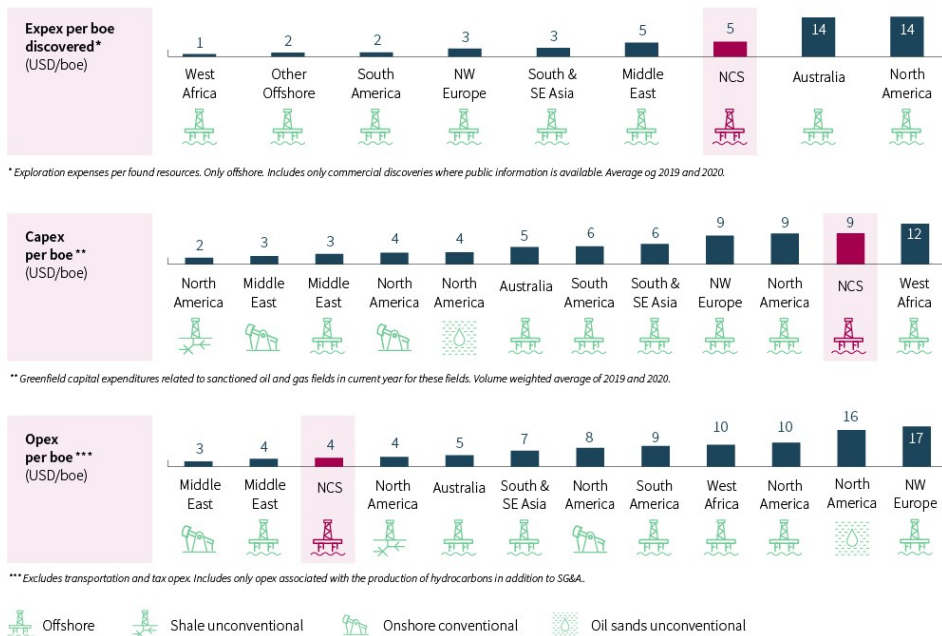 Expex per boe
discovered*
(USD/boe)
1
2
2
3
3
5
5
14
14
West
Africa
Other
Offshore
South
America
NW
Europe
South &
SE Asia
Middle
East
NCS
Australia
North
America
* Exploration expenses per found resources. Only offshore. Includes only commercial discoveries where public information is available. Average og 2019 and 2020.
Capex
per boe**
(USD/boe)
2
3
3
4
4
5
6
6
9
9
9
12
North
America
Middle
East
Middle
East
North
America
North
America
Australia
South
America
South &
SE Asia
NW
Europe
North
America
NCS
West
Africa
** Greenfield capital expenditures related to sanctioned oil and gas fields in current year for these fields. Volume weighted average of 2019 and 2020.
Opex
per boe***
(USD/boe)
3
4
4
4
5
7
8
9
10
10
16
17
Middle
East
Middle
East
NCS
North
America
Australia
South &
SE Asia
North
America
South
America
West
Africa
North
America
North
America
NW
Europe
*** Excludes transportation and tax opex. Includes only opex associated with the production of hydrocarbons in addition to SG&A..
Offshore
Shale unconventional
Onshore conventional
Oil sands unconventional